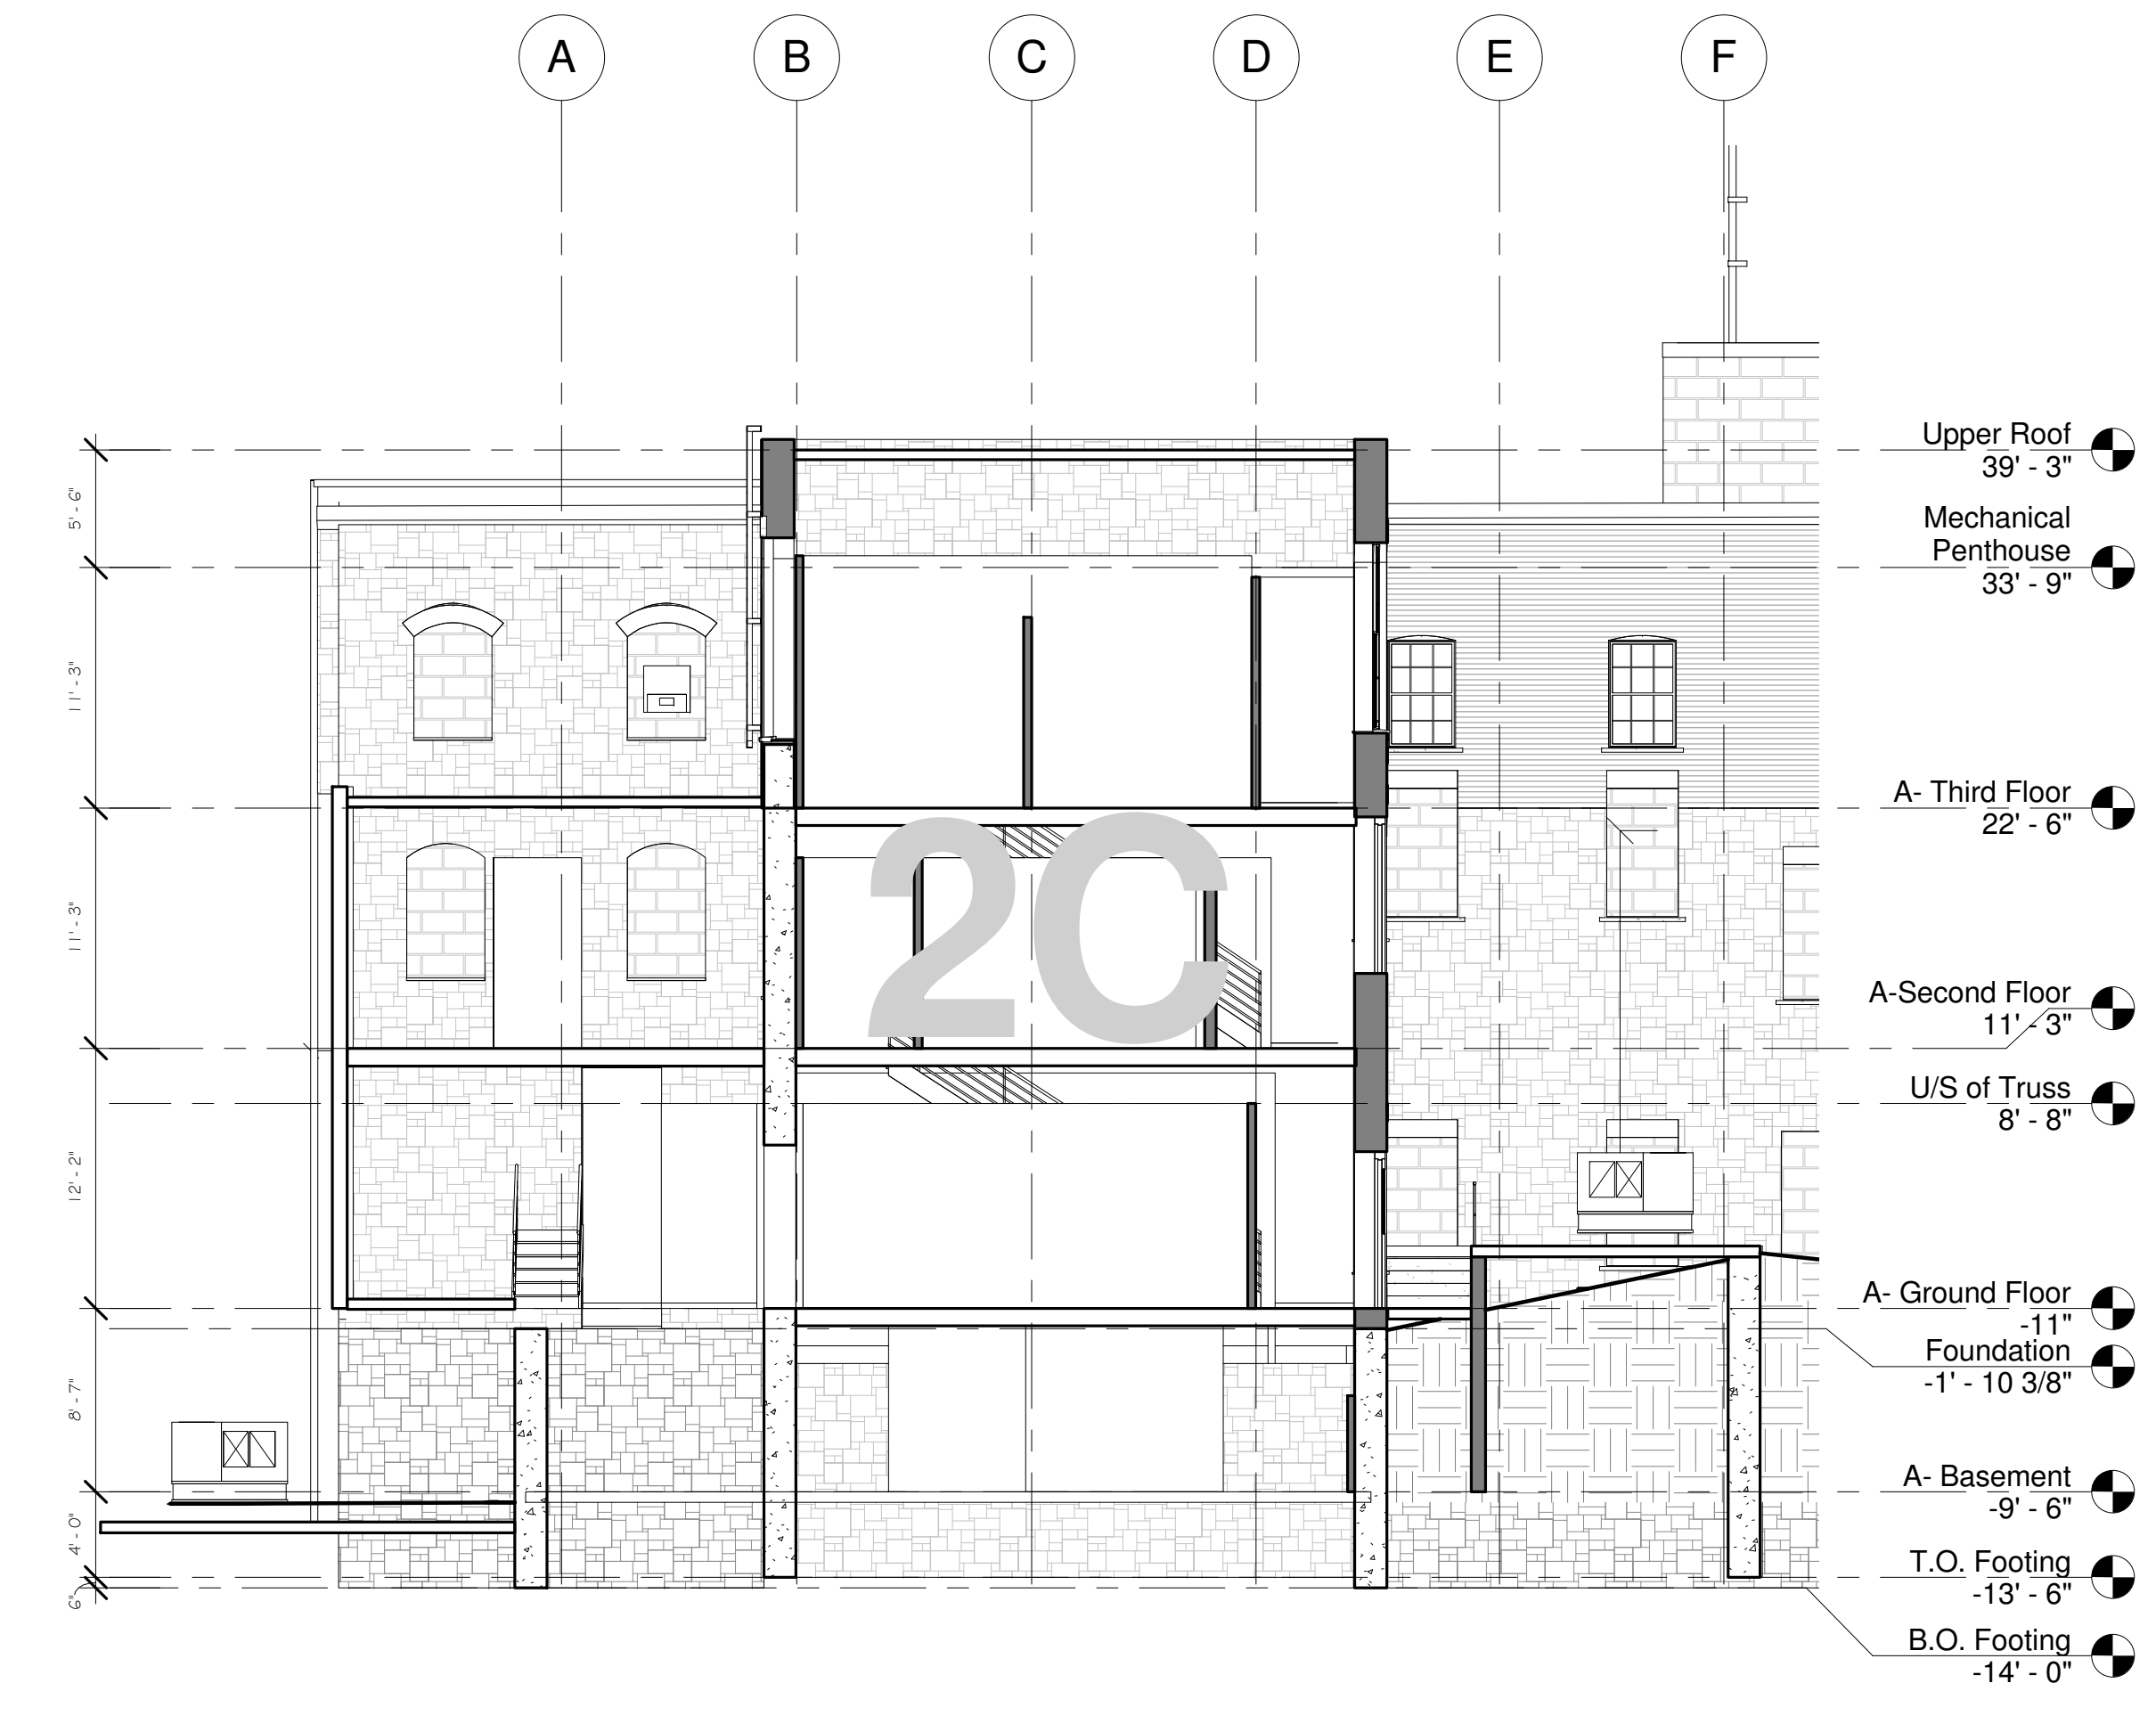 A B C D E F
Upper Roof
39' - 3"
Mechanical
Penthouse
33' - 9"
A- Third Floor
22' - 6"
A-Second Floor
11' - 3"
U/S of Truss
8' - 8"
A- Ground Floor
-11"
Foundation
-1' - 10 3/8"
A- Basement
-9' - 6"
T.O. Footing
-13' - 6"
B.O. Footing
-14' - 0"
5' - 6"
11' - 3"
11' - 3"
12' - 2"
8' - 7"
4' - 0"
6"
2C